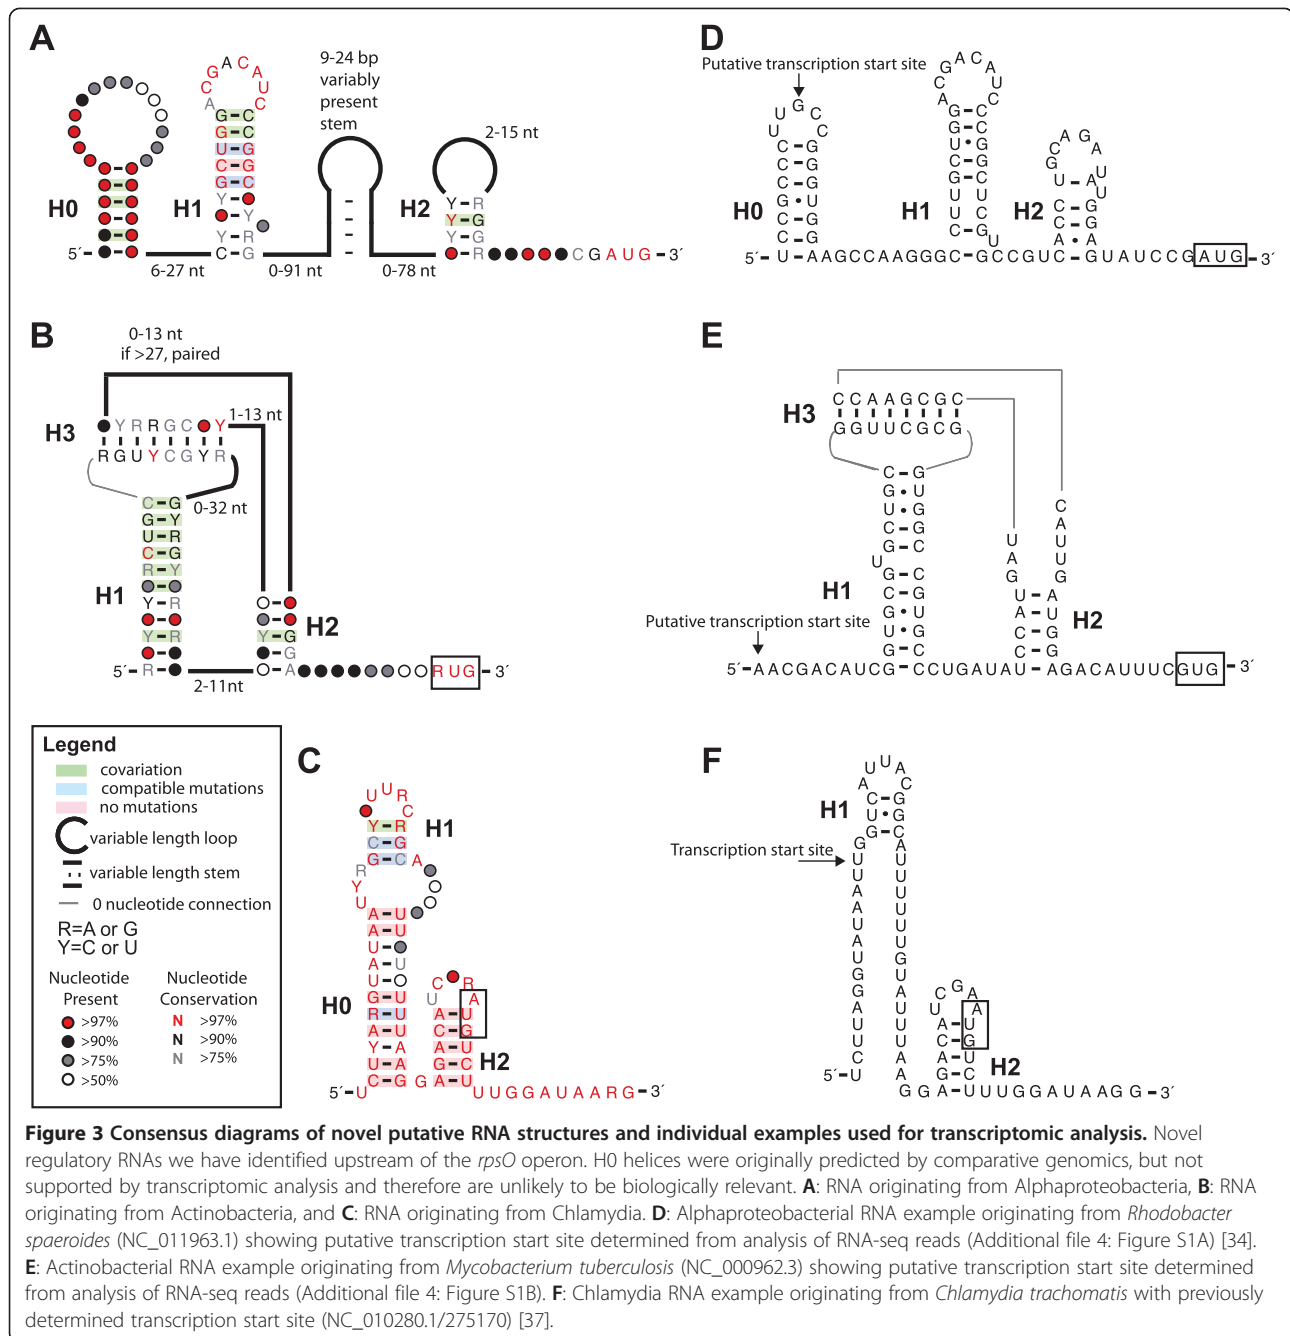 A
9-24 bp
variably
present
stem
2-15 nt
H0
H1
H2
5´
6-27 nt
0-91 nt
0-78 nt
C G A U G
3´
D
Putative transcription start site
H0
H1
H2
5´
U A A G C C A A G G G C G C C G U C G U A U C C G A U G
3´
B
0-13 nt
if >27, paired
1-13 nt
H3
Y R R G C Y
R G U Y C G Y R
0-32 nt
H1
H2
5´
2-11nt
R U G
3´
E
H3
C C A A G C G C
G G U U C G C G
H1
H2
Putative transcription start site
5´
A A C G A C A U C G C C U G A U A U A G A C A U U U C G U G
3´
Legend
covariation
compatible mutations
no mutations
variable length loop
variable length stem
0 nucleotide connection
R=A or G
Y=C or U
Nucleotide
Present
Nucleotide
Conservation
>97% N >97%
>90% N >90%
>75% N >75%
>50%
C
H1
H0
H2
5´
U
U U G G A U A A R G
3´
F
H1
Transcription start site
H2
5´
U
G G A G U U U G G A U A A G G
3´
Figure 3 Consensus diagrams of novel putative RNA structures and individual examples used for transcriptomic analysis. Novel
regulatory RNAs we have identified upstream of the rpsO operon. H0 helices were originally predicted by comparative genomics, but not
supported by transcriptomic analysis and therefore are unlikely to be biologically relevant. A: RNA originating from Alphaproteobacteria, B: RNA
originating from Actinobacteria, and C: RNA originating from Chlamydia. D: Alphaproteobacterial RNA example originating from Rhodobacter
spaeroides (NC_011963.1) showing putative transcription start site determined from analysis of RNA-seq reads (Additional file 4: Figure S1A) [34].
E: Actinobacterial RNA example originating from Mycobacterium tuberculosis (NC_000962.3) showing putative transcription start site determined
from analysis of RNA-seq reads (Additional file 4: Figure S1B). F: Chlamydia RNA example originating from Chlamydia trachomatis with previously
determined transcription start site (NC_010280.1/275170) [37].